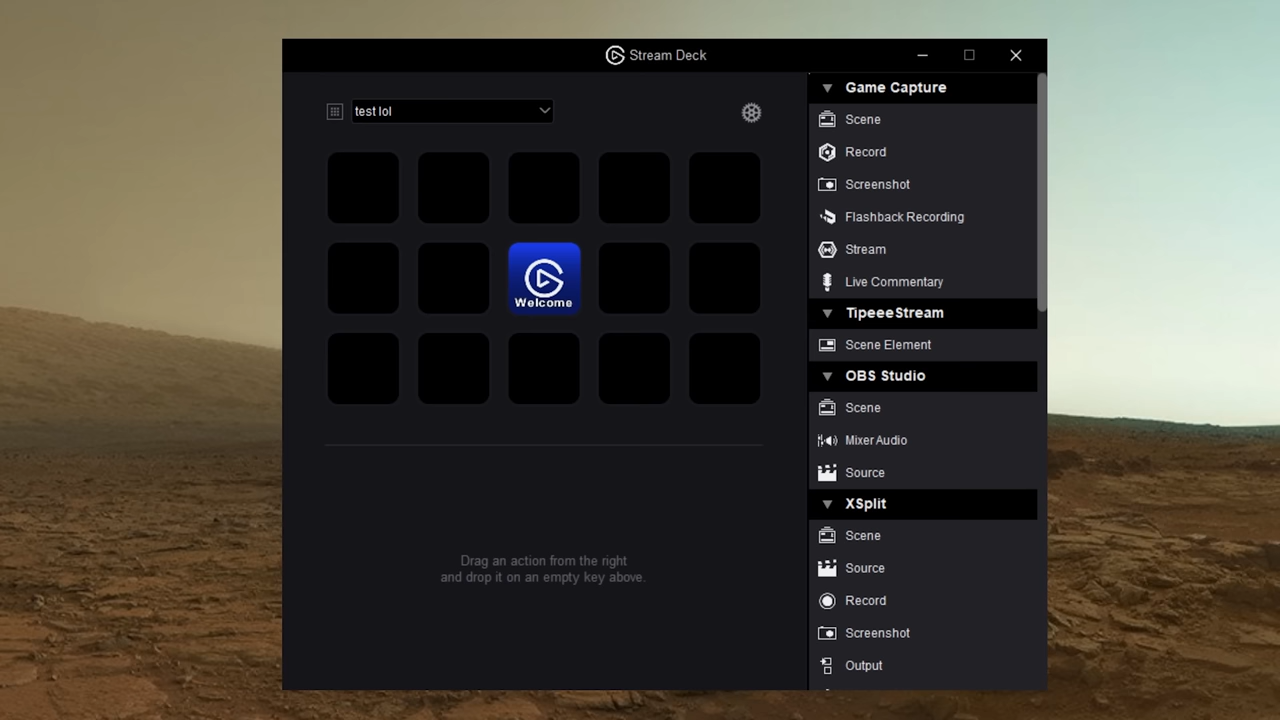 Stream Deck
test lol
Welcome
Drag an action from the right
and drop it on an empty key above.
Game Capture
Scene
Record
Screenshot
Flashback Recording
Stream
Live Commentary
TipeeeStream
Scene Element
OBS Studio
Scene
Mixer Audio
Source
XSplit
Scene
Source
Record
Screenshot
Output